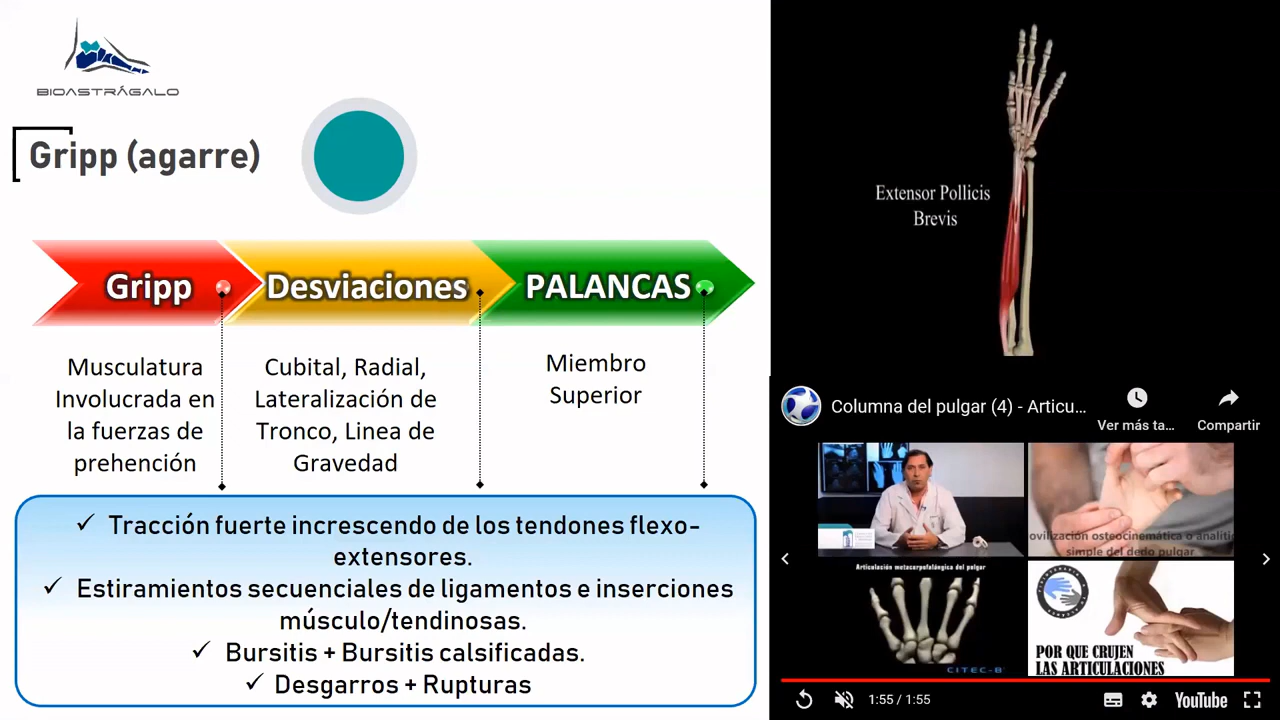 BIOASTRÁGALO
Gripp (agarre)
Gripp
Desviaciones
PALANCAS
Musculatura
Involucrada en
la fuerzas de
prehención
Cubital, Radial,
Lateralización de
Tronco, Linea de
Gravedad
Miembro
Superior
✓ Tracción fuerte increscendo de los tendones flexo-
extensores.
✓ Estiramientos secuenciales de ligamentos e inserciones
músculo/tendinosas.
✓ Bursitis + Bursitis calsificadas.
✓ Desgarros + Rupturas
Extensor Pollicis
Brevis
Columna del pulgar (4) - Articu...
Ver más ta...
Compartir
ovilización osteocinemática o analíti
simple del dedo pulgar
Articulación metacarpofalángica del pulgar
CITEC-B
POR QUE CRUJEN
LAS ARTICULACIONES
1:55 / 1:55
YouTube